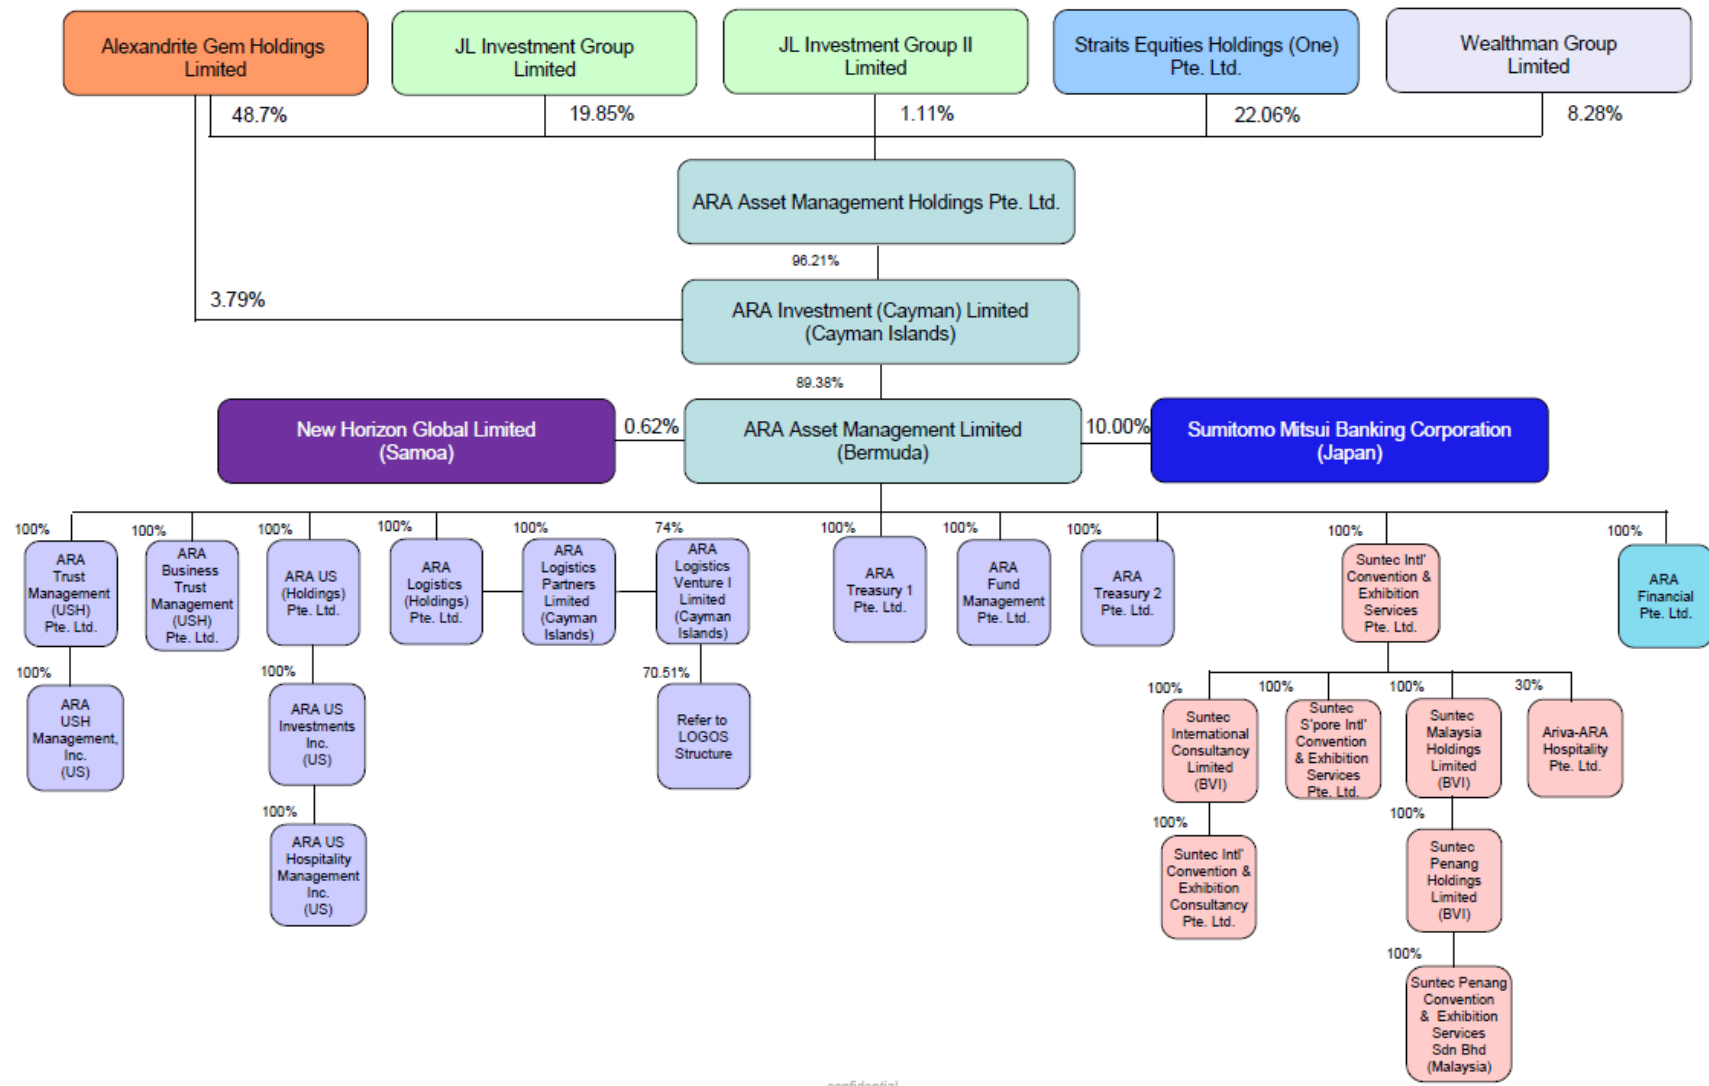 Alexandrite Gem Holdings
Limited
JL Investment Group
Limited
JL Investment Group II
Limited
Straits Equities Holdings (One)
Pte. Ltd.
Wealthman Group
Limited
48.7%
19.85%
1.11%
22.06%
8.28%
ARA Asset Management Holdings Pte. Ltd.
96.21%
3.79%
ARA Investment (Cayman) Limited
(Cayman Islands)
89.38%
New Horizon Global Limited
(Samoa)
0.62%
ARA Asset Management Limited
(Bermuda)
10.00%
Sumitomo Mitsui Banking Corporation
(Japan)
100%
ARA
Trust
Management
(USH)
Pte. Ltd.
100%
ARA
Business
Trust
Management
(USH)
Pte. Ltd.
100%
ARA US
(Holdings)
Pte. Ltd.
100%
ARA
Logistics
(Holdings)
Pte. Ltd.
100%
ARA
Logistics
Partners
Limited
(Cayman
Islands)
74%
ARA
Logistics
Venture I
Limited
(Cayman
Islands)
100%
ARA
Treasury 1
Pte. Ltd.
100%
ARA
Fund
Management
Pte. Ltd.
100%
ARA
Treasury 2
Pte. Ltd.
100%
Suntec Intl'
Convention &
Exhibition
Services
Pte. Ltd.
100%
ARA
Financial
Pte. Ltd.
100%
ARA
USH
Management,
Inc.
(US)
100%
ARA US
Investments
Inc.
(US)
70.51%
Refer to
LOGOS
Structure
100%
Suntec
International
Consultancy
Limited
(BVI)
100%
Suntec
S'pore Intl'
Convention
& Exhibition
Services
Pte. Ltd.
100%
Suntec
Malaysia
Holdings
Limited
(BVI)
30%
Ariva-ARA
Hospitality
Pte. Ltd.
100%
ARA US
Hospitality
Management
Inc.
(US)
100%
Suntec Intl'
Convention &
Exhibition
Consultancy
Pte. Ltd.
100%
Suntec
Penang
Holdings
Limited
(BVI)
100%
Suntec Penang
Convention
& Exhibition
Services
Sdn Bhd
(Malaysia)
confidential